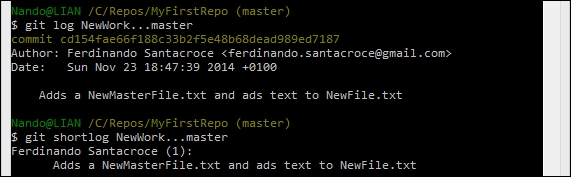 Nando@LIAN /C/Repos/MyFirstRepo (master)
$ git log NewWork...master
commit cd154fae66f188c33b2f5e48b68dead989ed7187
Author: Ferdinando Santacroce <ferdinando.santacroce@gmail.com>
Date:   Sun Nov 23 18:47:39 2014 +0100
    Adds a NewMasterFile.txt and ads text to NewFile.txt
Nando@LIAN /C/Repos/MyFirstRepo (master)
$ git shortlog NewWork...master
Ferdinando Santacroce (1):
      Adds a NewMasterFile.txt and ads text to NewFile.txt